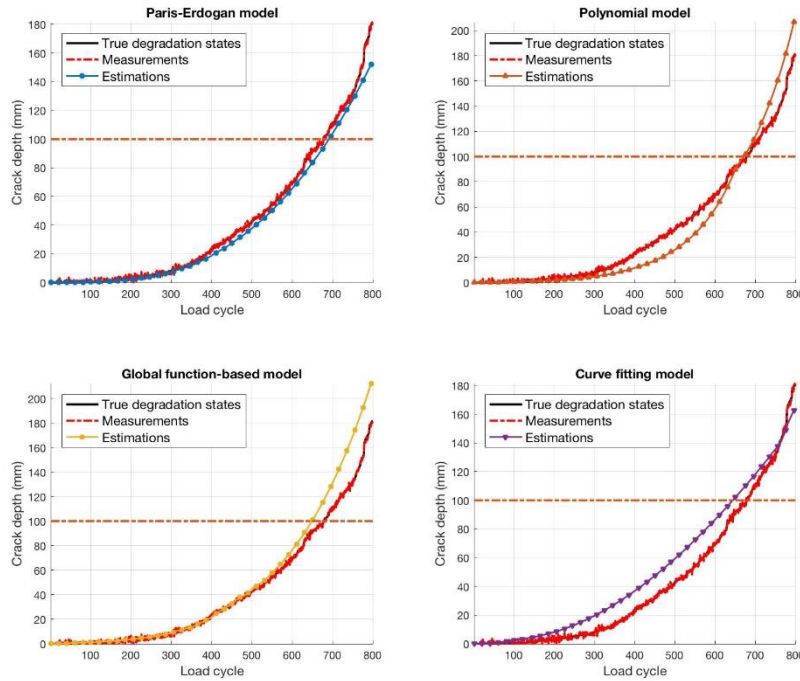 Paris-Erdogan model
180
160
140
120
100
80
60
40
20
0
Crack depth (mm)
True degradation states
Measurements
Estimations
100 200 300 400 500 600 700 800
Load cycle
Polynomial model
200
180
160
140
120
100
80
60
40
20
0
Crack depth (mm)
True degradation states
Measurements
Estimations
100 200 300 400 500 600 700 800
Load cycle
Global function-based model
200
180
160
140
120
100
80
60
40
20
0
Crack depth (mm)
True degradation states
Measurements
Estimations
100 200 300 400 500 600 700 800
Load cycle
Curve fitting model
180
160
140
120
100
80
60
40
20
0
Crack depth (mm)
True degradation states
Measurements
Estimations
100 200 300 400 500 600 700 800
Load cycle